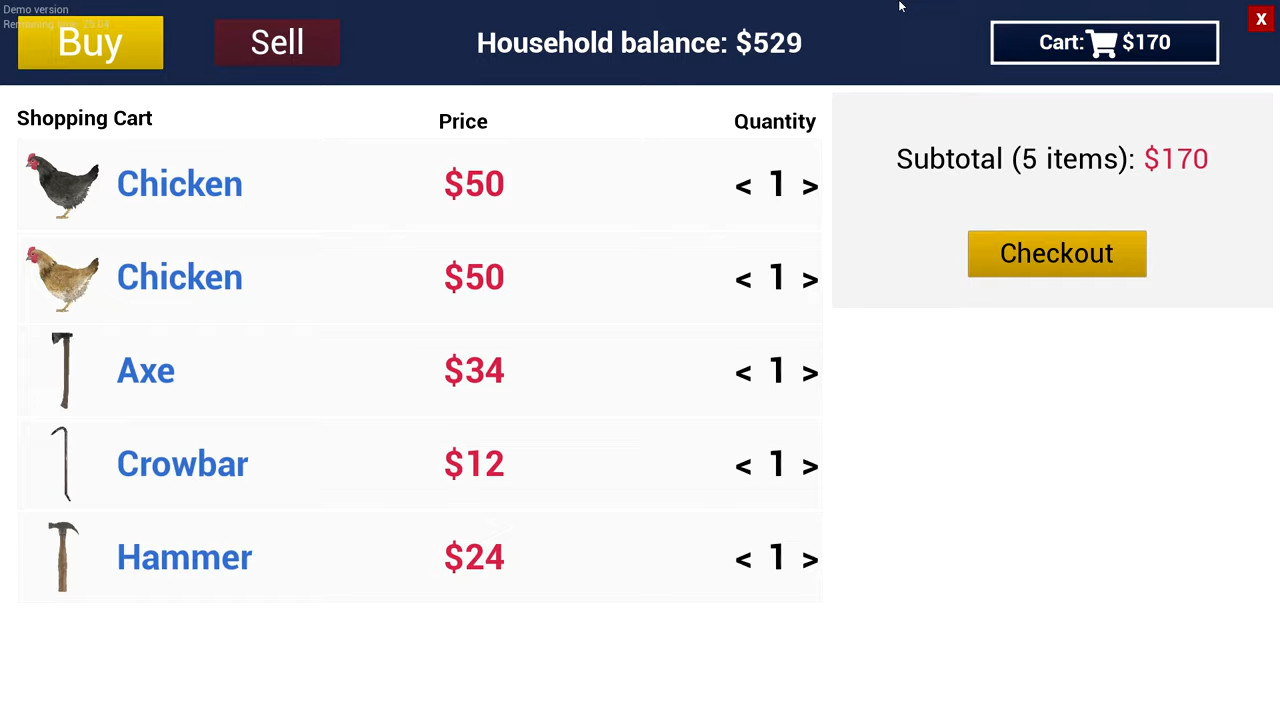 Demo version
Buy
Sell
Household balance: $529
Cart: $170
X
Shopping Cart
Price
Quantity
Chicken
$50
< 1 >
Chicken
$50
< 1 >
Axe
$34
< 1 >
Crowbar
$12
< 1 >
Hammer
$24
< 1 >
Subtotal (5 items): $170
Checkout